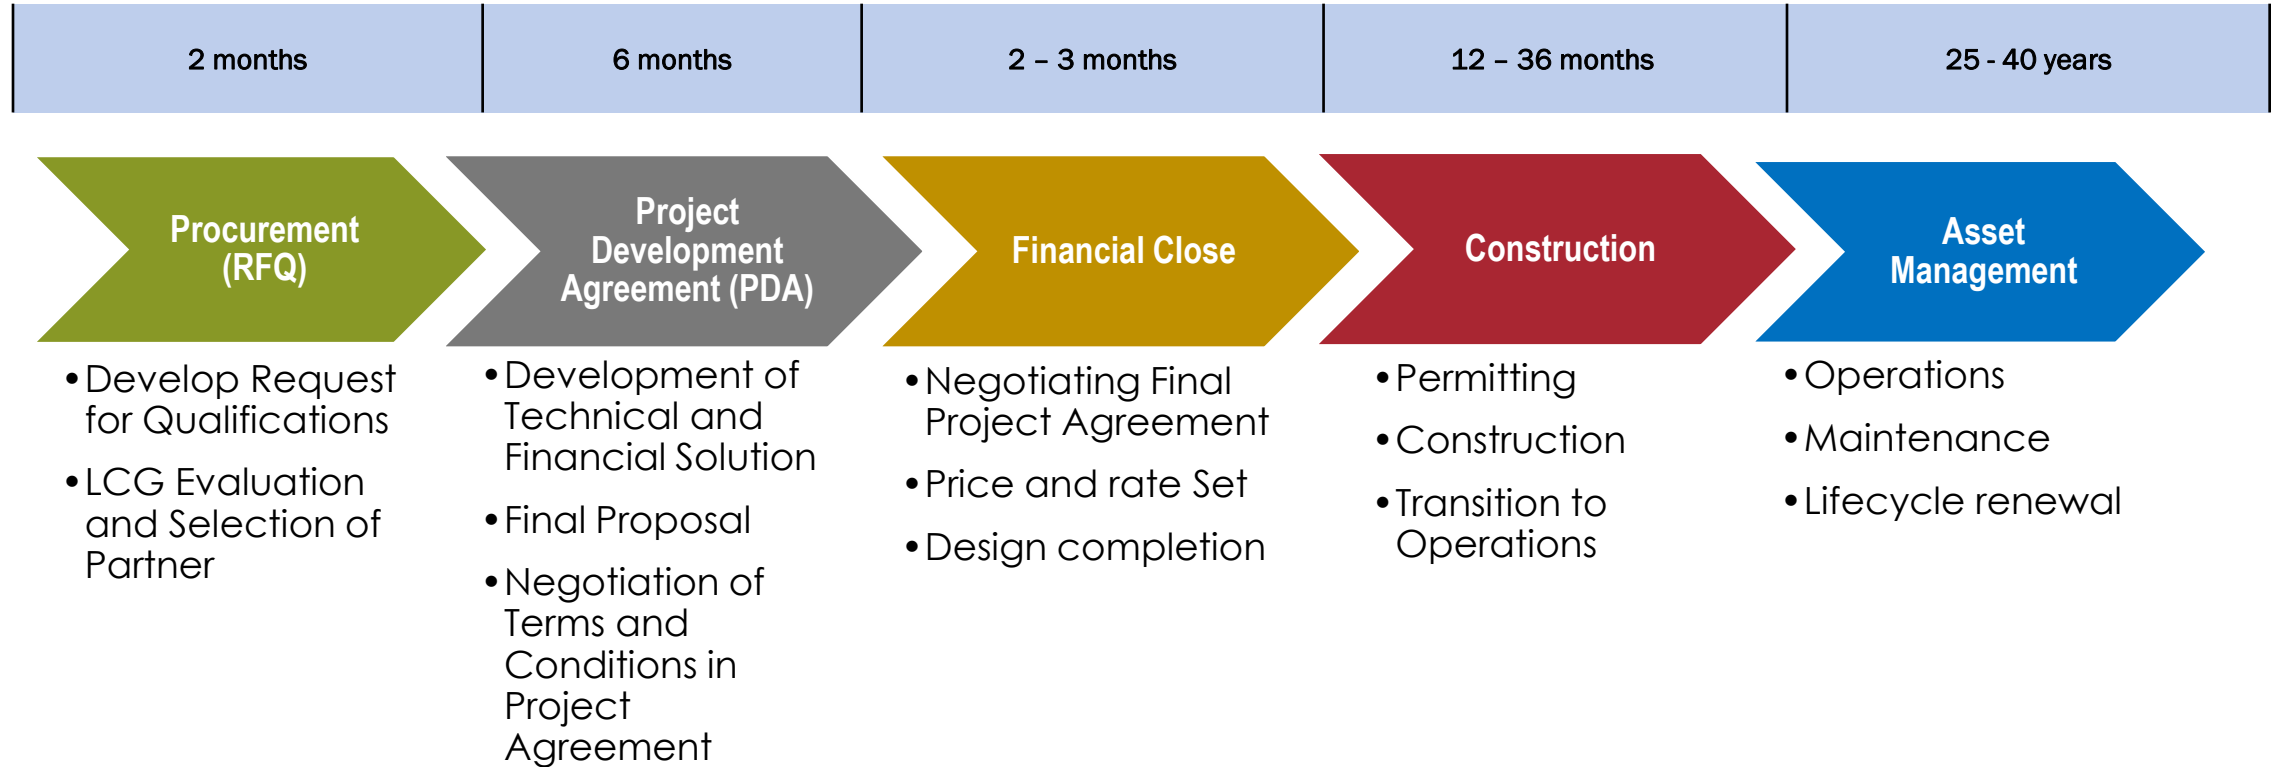 2 months
6 months
2 – 3 months
12 – 36 months
25 - 40 years
Procurement
(RFQ)
Project
Development
Agreement (PDA)
Financial Close
Construction
Asset
Management
•Develop Request
for Qualifications
•LCG Evaluation
and Selection of
Partner
•Development of
Technical and
Financial Solution
•Final Proposal
•Negotiation of
Terms and
Conditions in
Project
Agreement
•Negotiating Final
Project Agreement
•Price and rate Set
•Design completion
•Permitting
•Construction
•Transition to
Operations
•Operations
•Maintenance
•Lifecycle renewal